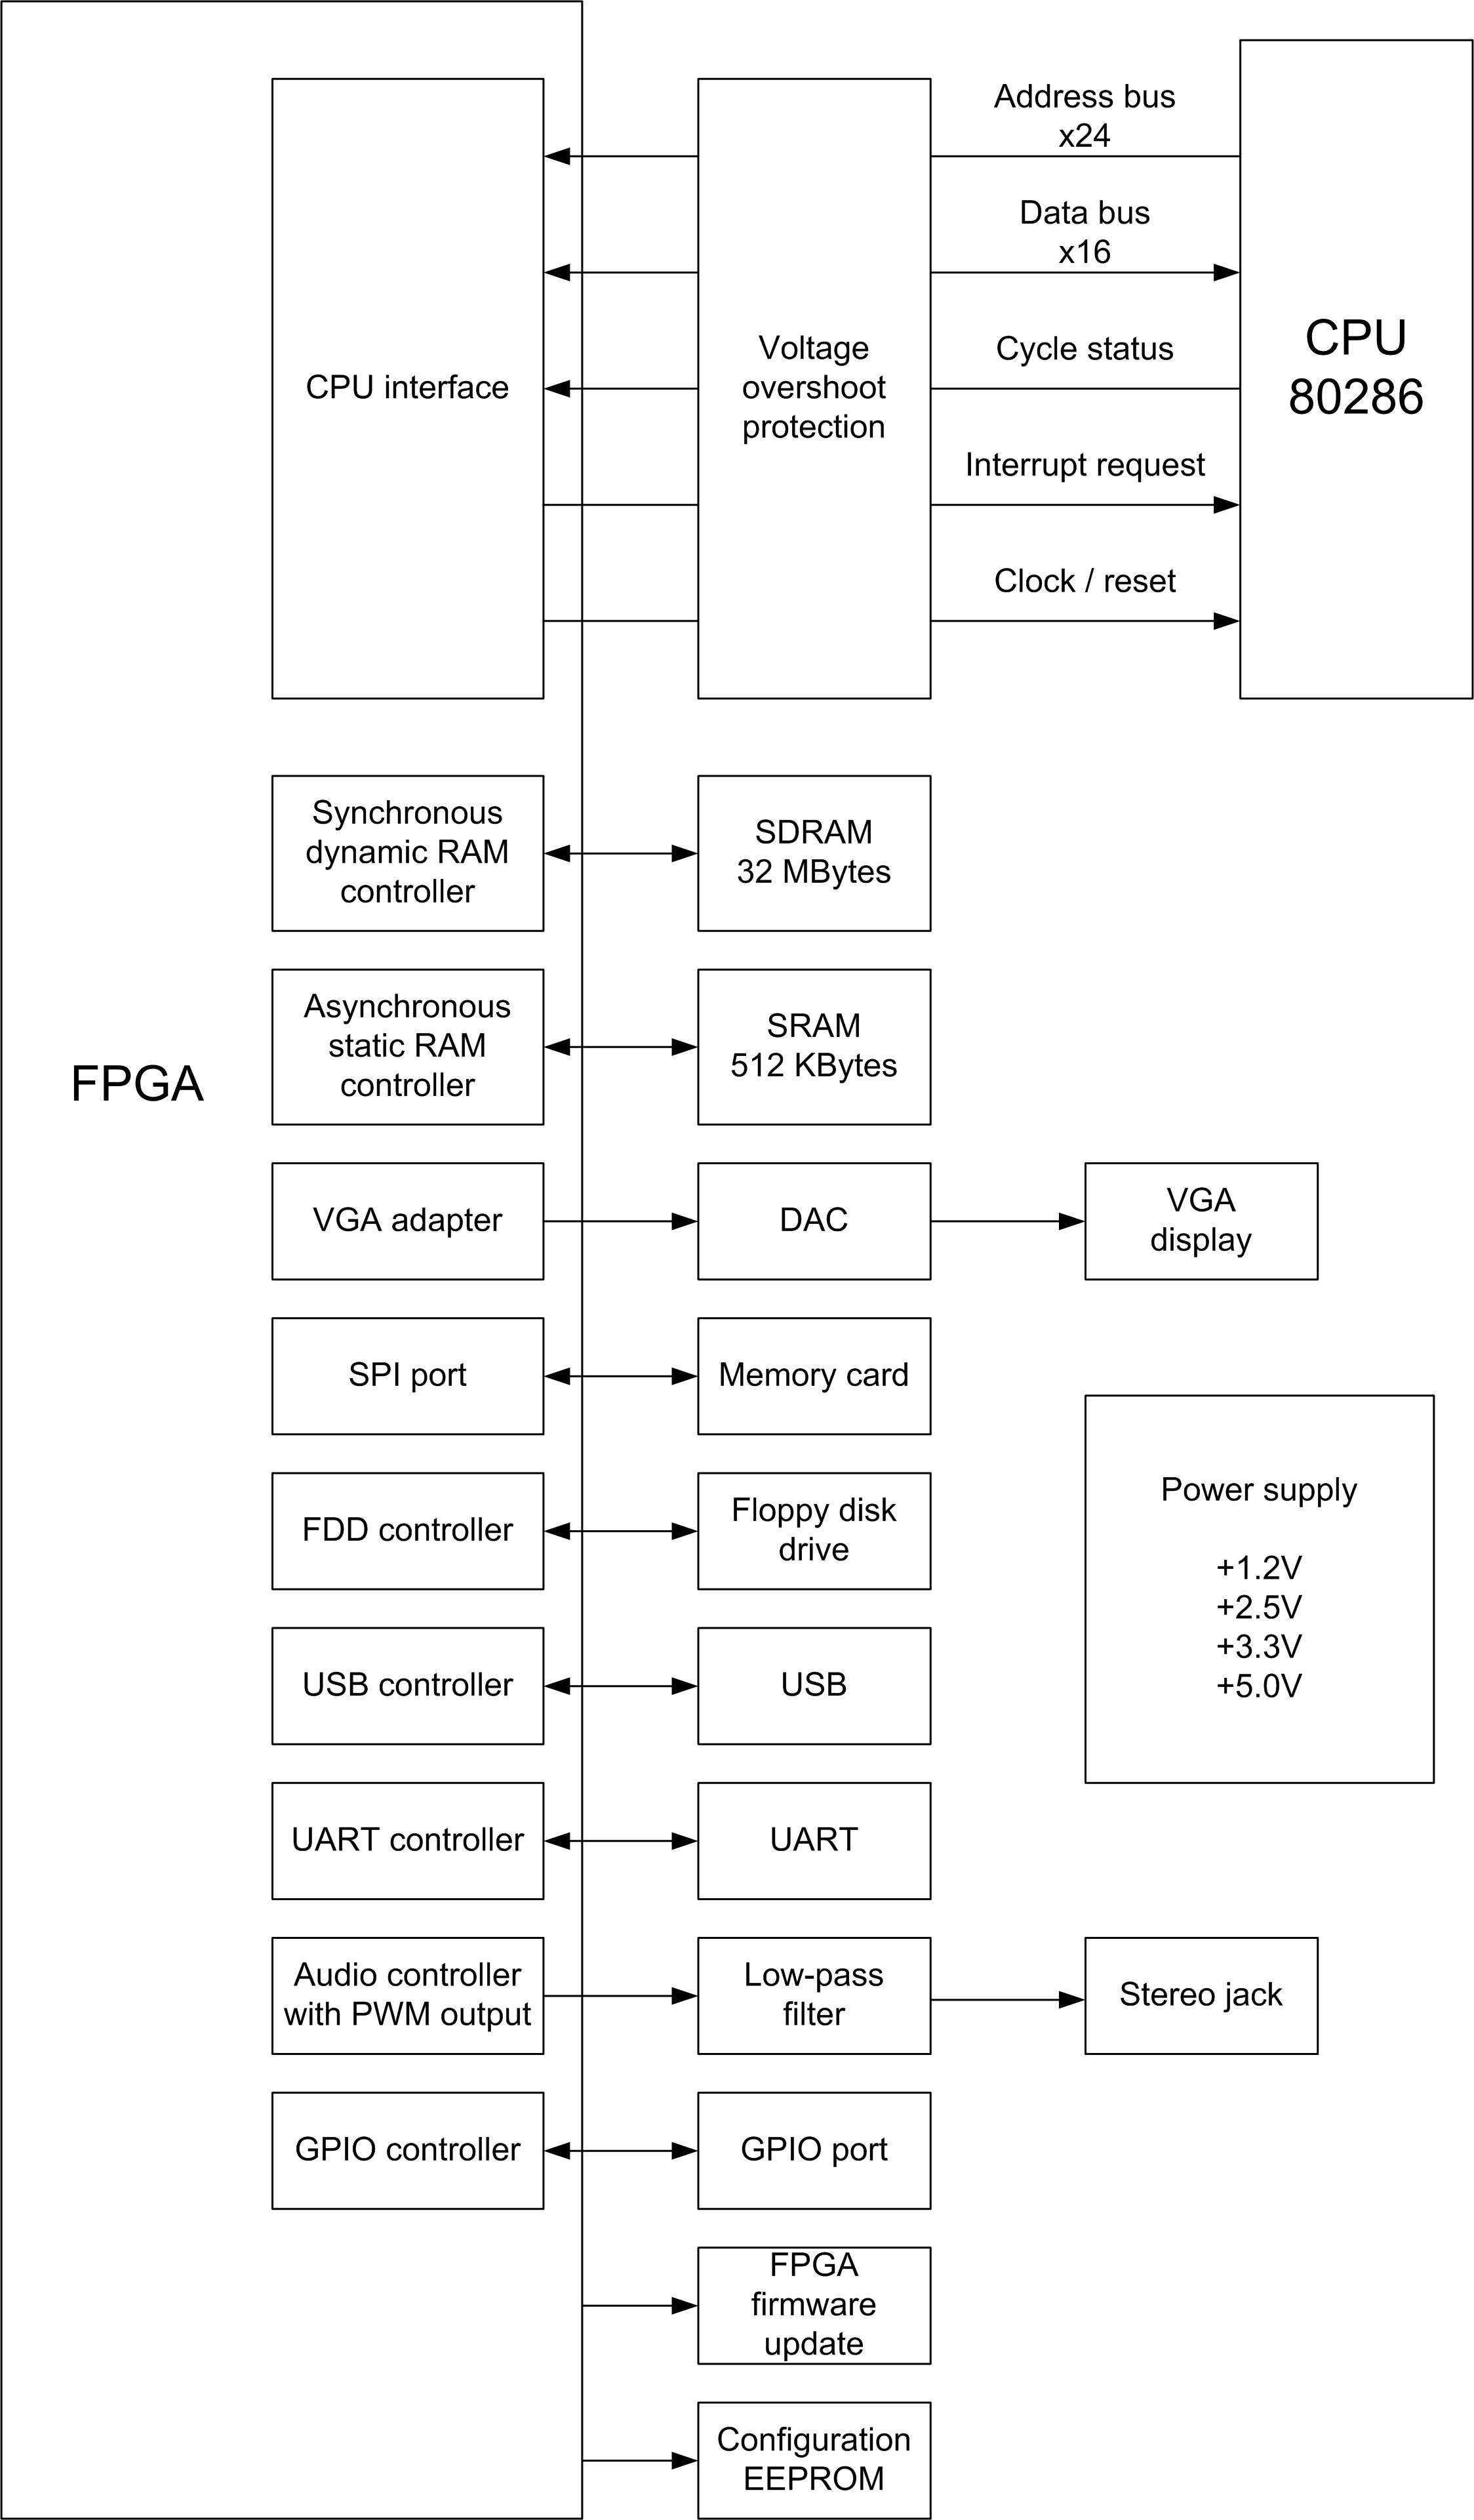 FPGA
CPU interface
Voltage
overshoot
protection
Address bus
x24
Data bus
x16
Cycle status
Interrupt request
Clock / reset
CPU
80286
Synchronous
dynamic RAM
controller
SDRAM
32 MBytes
Asynchronous
static RAM
controller
SRAM
512 KBytes
VGA adapter
DAC
VGA
display
SPI port
Memory card
FDD controller
Floppy disk
drive
Power supply
+1.2V
+2.5V
+3.3V
+5.0V
USB controller
USB
UART controller
UART
Audio controller
with PWM output
Low-pass
filter
Stereo jack
GPIO controller
GPIO port
FPGA
firmware
update
Configuration
EEPROM